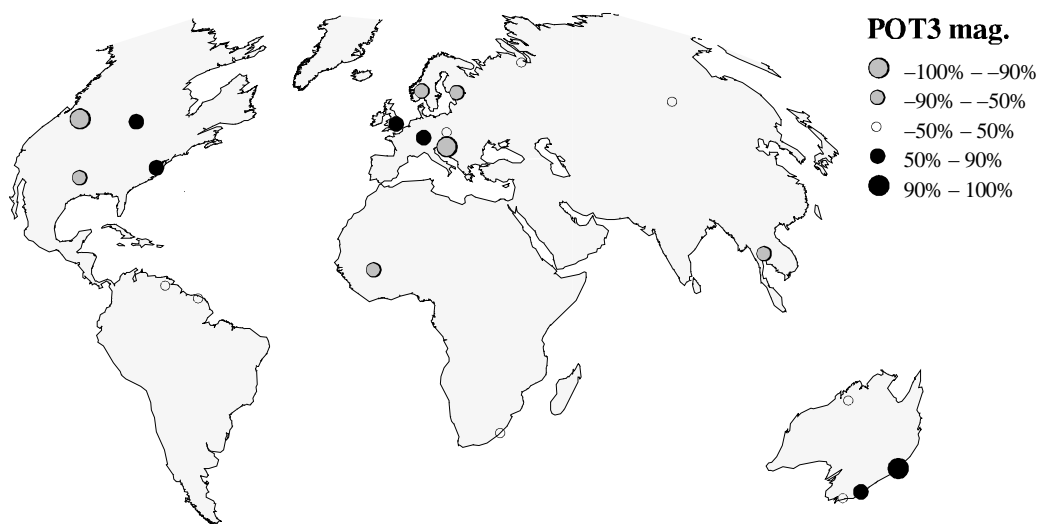 POT3 mag.
–100% – –90%
–90% – –50%
–50% – 50%
50% – 90%
90% – 100%